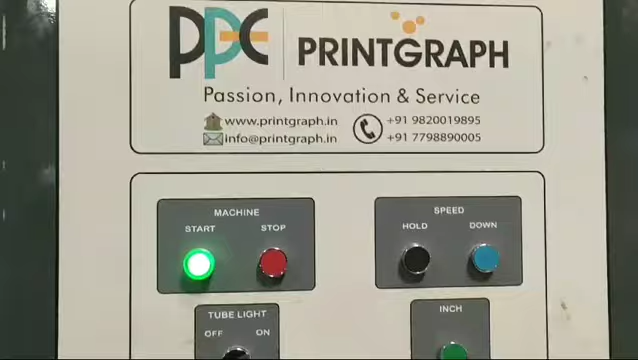 PPC PRINTGRAPH
Passion, Innovation & Service
www.printgraph.in +91 9820019895
info@printgraph.in +91 7798890005
MACHINE
START STOP
SPEED
HOLD DOWN
TUBE LIGHT
OFF ON
INCH